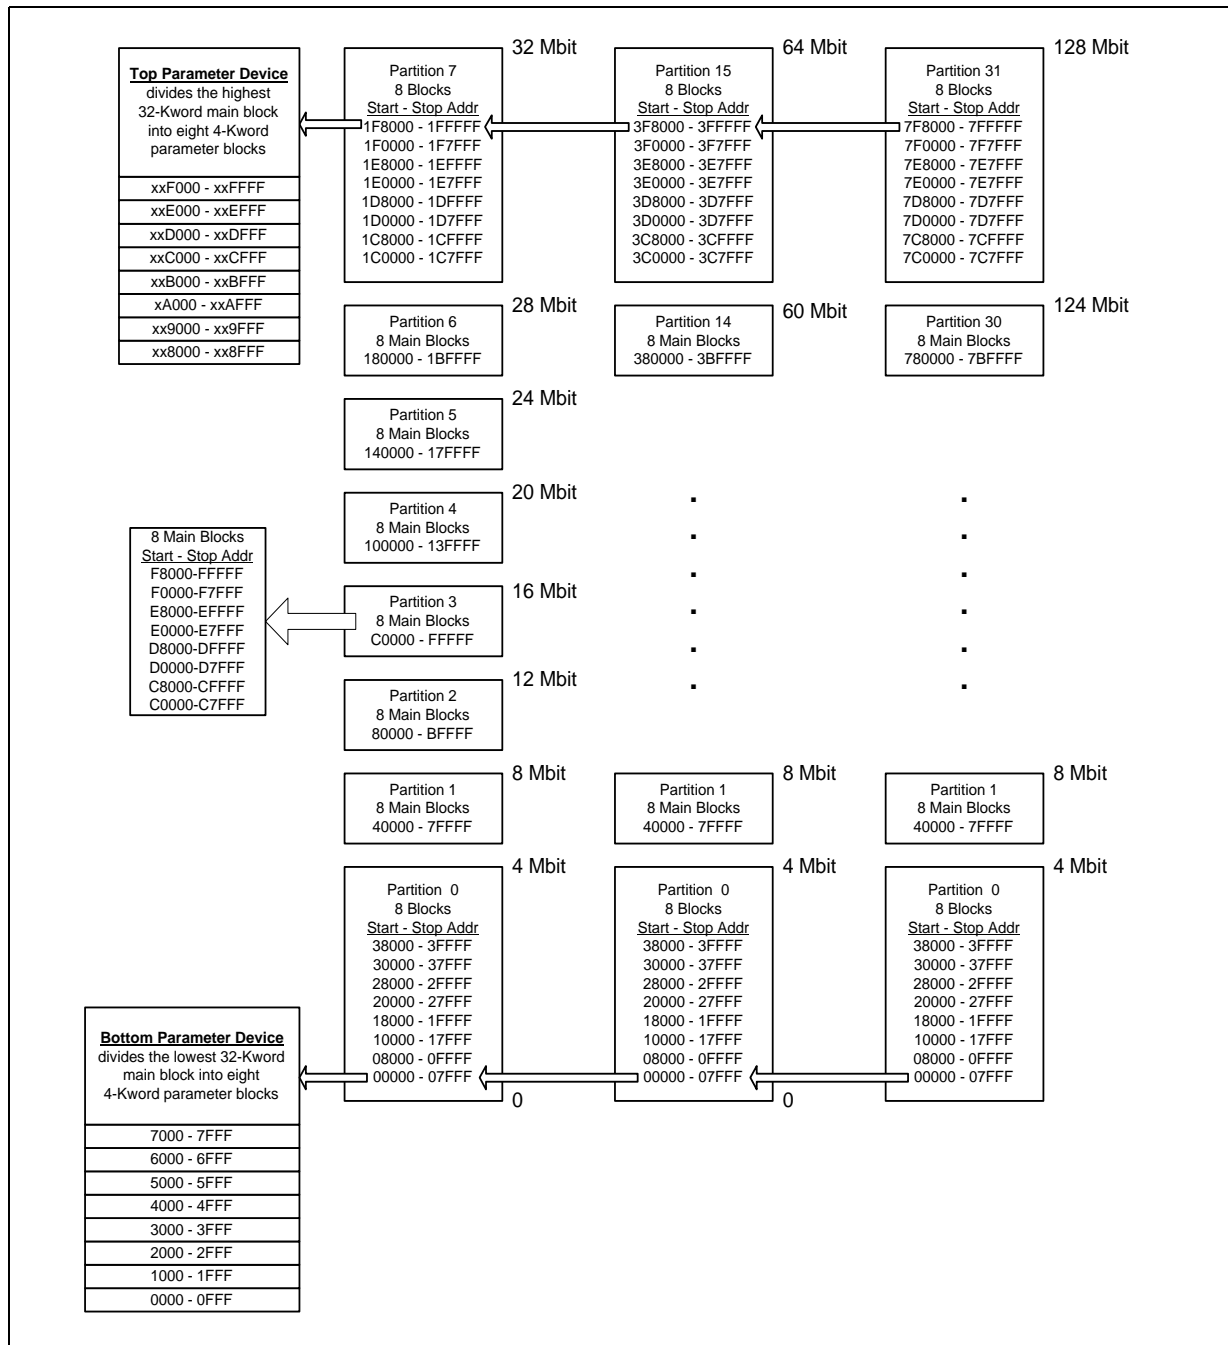 32 Mbit
64 Mbit
128 Mbit
Top Parameter Device
divides the highest
32-Kword main block
into eight 4-Kword
parameter blocks
xxF000 - xxFFFF
xxE000 - xxEFFF
xxD000 - xxDFFF
xxC000 - xxCFFF
xxB000 - xxBFFF
xA000 - xxAFFF
xx9000 - xx9FFF
xx8000 - xx8FFF
Partition 7
8 Blocks
Start - Stop Addr
1F8000 - 1FFFFF
1F0000 - 1F7FFF
1E8000 - 1EFFFF
1E0000 - 1E7FFF
1D8000 - 1DFFFF
1D0000 - 1D7FFF
1C8000 - 1CFFFF
1C0000 - 1C7FFF
Partition 15
8 Blocks
Start - Stop Addr
3F8000 - 3FFFFF
3F0000 - 3F7FFF
3E8000 - 3E7FFF
3E0000 - 3E7FFF
3D8000 - 3D7FFF
3D0000 - 3D7FFF
3C8000 - 3CFFFF
3C0000 - 3C7FFF
Partition 31
8 Blocks
Start - Stop Addr
7F8000 - 7FFFFF
7F0000 - 7F7FFF
7E8000 - 7E7FFF
7E0000 - 7E7FFF
7D8000 - 7D7FFF
7D0000 - 7D7FFF
7C8000 - 7CFFFF
7C0000 - 7C7FFF
28 Mbit
60 Mbit
124 Mbit
Partition 6
8 Main Blocks
180000 - 1BFFFF
Partition 14
8 Main Blocks
380000 - 3BFFFF
Partition 30
8 Main Blocks
780000 - 7BFFFF
24 Mbit
Partition 5
8 Main Blocks
140000 - 17FFFF
20 Mbit
Partition 4
8 Main Blocks
100000 - 13FFFF
8 Main Blocks
Start - Stop Addr
F8000-FFFFF
F0000-F7FFF
E8000-EFFFF
E0000-E7FFF
D8000-DFFFF
D0000-D7FFF
C8000-CFFFF
C0000-C7FFF
16 Mbit
Partition 3
8 Main Blocks
C0000 - FFFFF
12 Mbit
Partition 2
8 Main Blocks
80000 - BFFFF
8 Mbit
8 Mbit
8 Mbit
Partition 1
8 Main Blocks
40000 - 7FFFF
Partition 1
8 Main Blocks
40000 - 7FFFF
Partition 1
8 Main Blocks
40000 - 7FFFF
4 Mbit
4 Mbit
4 Mbit
Partition 0
8 Blocks
Start - Stop Addr
38000 - 3FFFF
30000 - 37FFF
28000 - 2FFFF
20000 - 27FFF
18000 - 1FFFF
10000 - 17FFF
08000 - 0FFFF
00000 - 07FFF
Partition 0
8 Blocks
Start - Stop Addr
38000 - 3FFFF
30000 - 37FFF
28000 - 2FFFF
20000 - 27FFF
18000 - 1FFFF
10000 - 17FFF
08000 - 0FFFF
00000 - 07FFF
Partition 0
8 Blocks
Start - Stop Addr
38000 - 3FFFF
30000 - 37FFF
28000 - 2FFFF
20000 - 27FFF
18000 - 1FFFF
10000 - 17FFF
08000 - 0FFFF
00000 - 07FFF
0
0
Bottom Parameter Device
divides the lowest 32-Kword
main block into eight
4-Kword parameter blocks
7000 - 7FFF
6000 - 6FFF
5000 - 5FFF
4000 - 4FFF
3000 - 3FFF
2000 - 2FFF
1000 - 1FFF
0000 - 0FFF